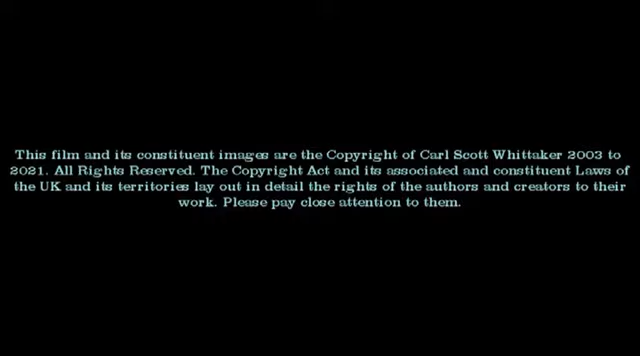 This film and its constituent images are the Copyright of Carl Scott Whittaker 2003 to
2021. All Rights Reserved. The Copyright Act and its associated and constituent Laws of
the UK and its territories lay out in detail the rights of the authors and creators to their
work. Please pay close attention to them.